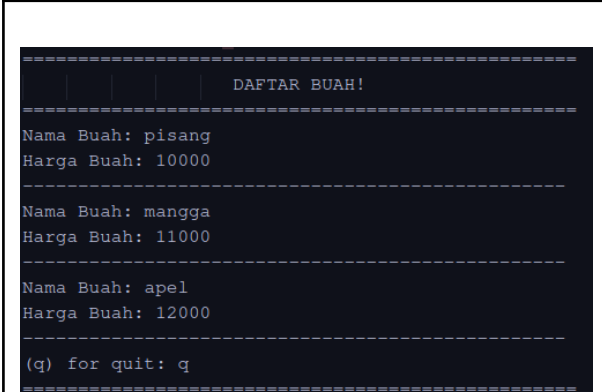 ==================================================
DAFTAR BUAH!
==================================================
Nama Buah: pisang
Harga Buah: 10000
-------------------------------------------------
Nama Buah: mangga
Harga Buah: 11000
-------------------------------------------------
Nama Buah: apel
Harga Buah: 12000
-------------------------------------------------
(q) for quit: q
==================================================